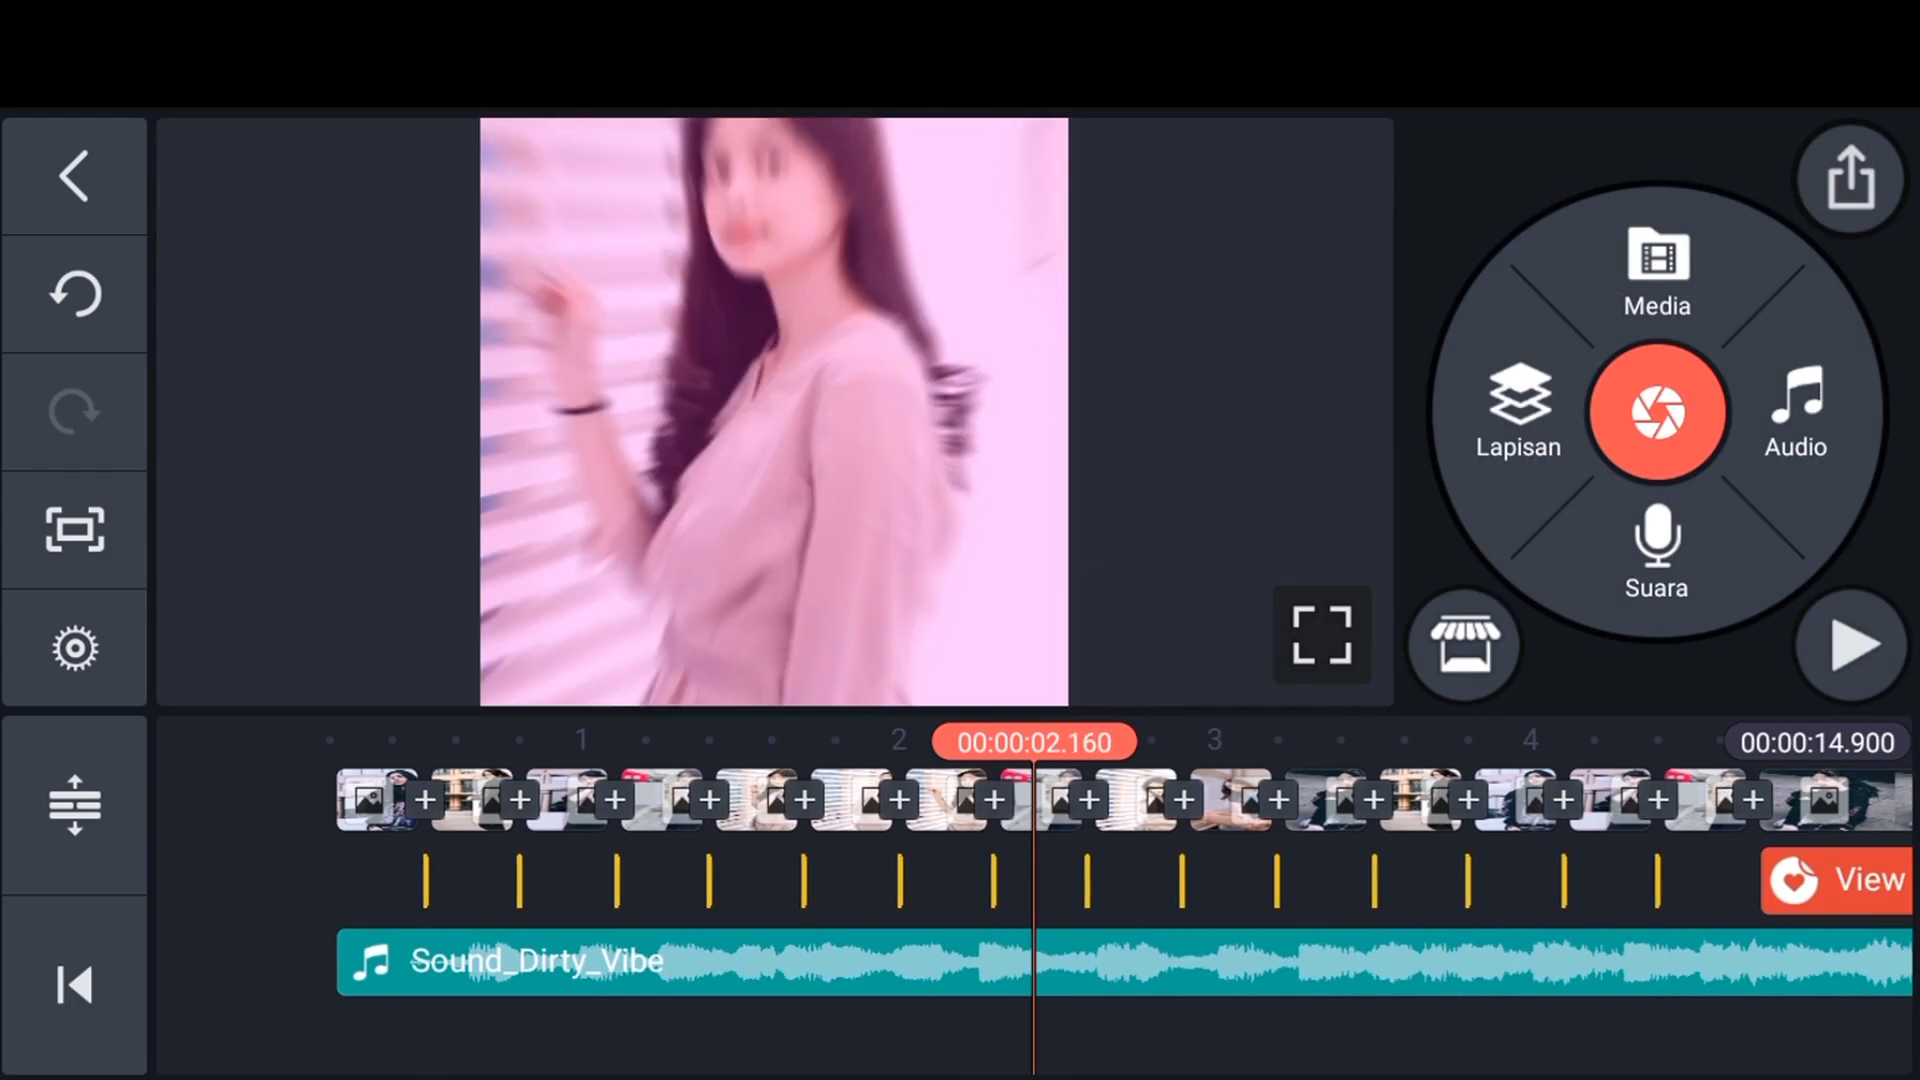 Media
Lapisan
Audio
Suara
1
2
00:00:02.160
3
4
00:00:14.900
View
Sound_Dirty_Vibe